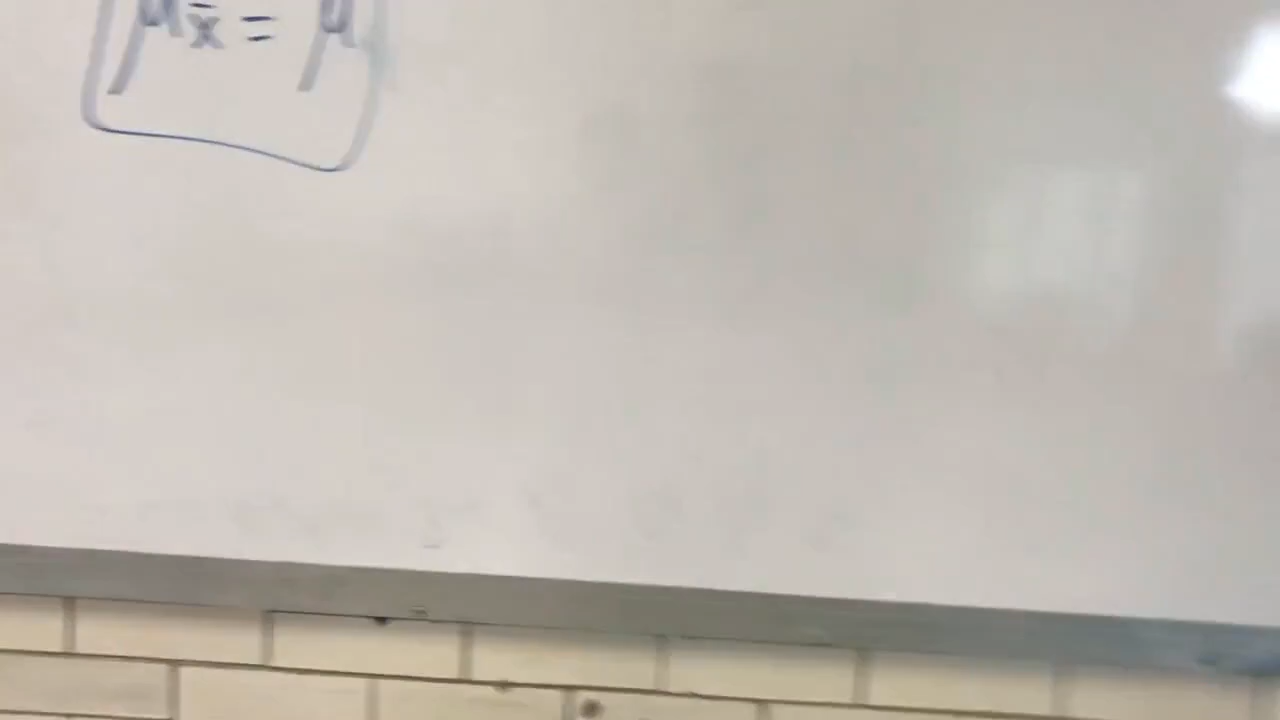 μx̄ = μ